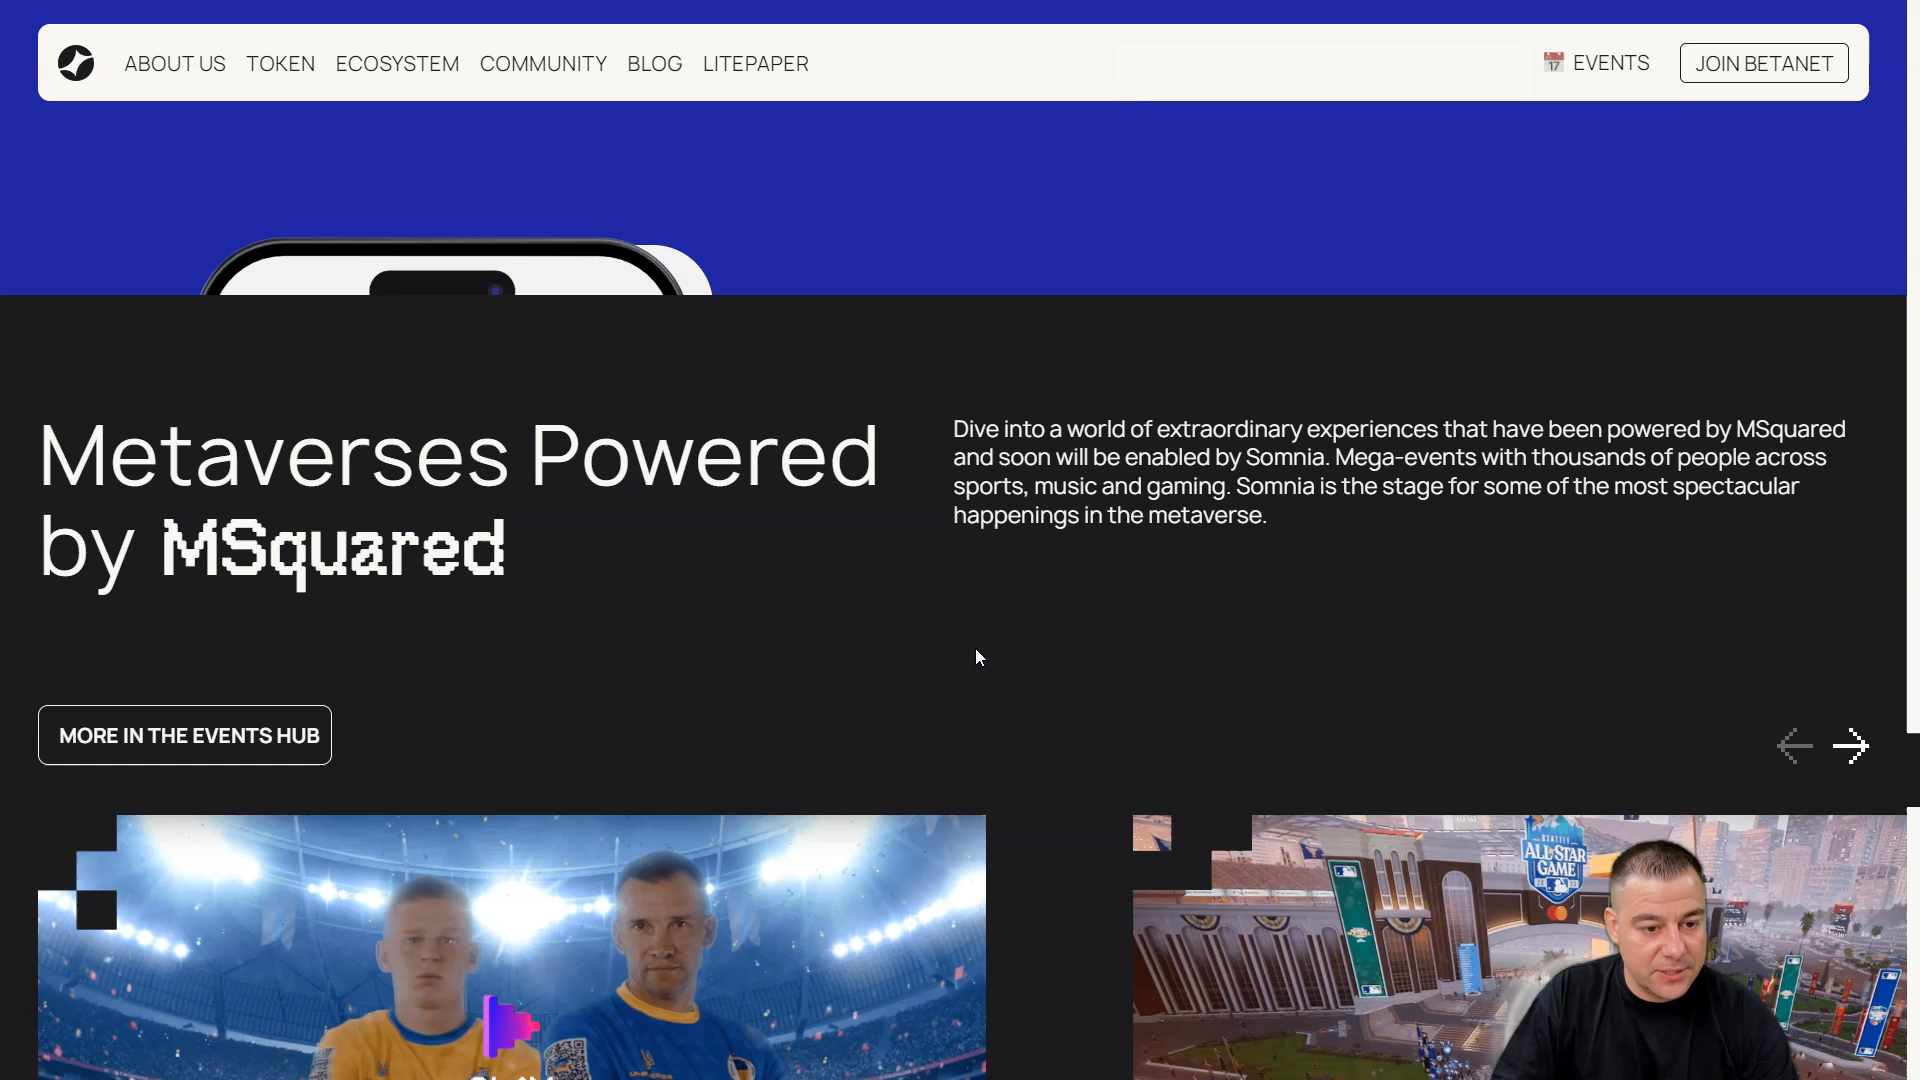 ABOUT US TOKEN ECOSYSTEM COMMUNITY BLOG LITEPAPER
17 EVENTS JOIN BETANET
Metaverses Powered
by MSquared
Dive into a world of extraordinary experiences that have been powered by MSquared
and soon will be enabled by Somnia. Mega-events with thousands of people across
sports, music and gaming. Somnia is the stage for some of the most spectacular
happenings in the metaverse.
MORE IN THE EVENTS HUB
SEATTLE
ALL STAR
GAME